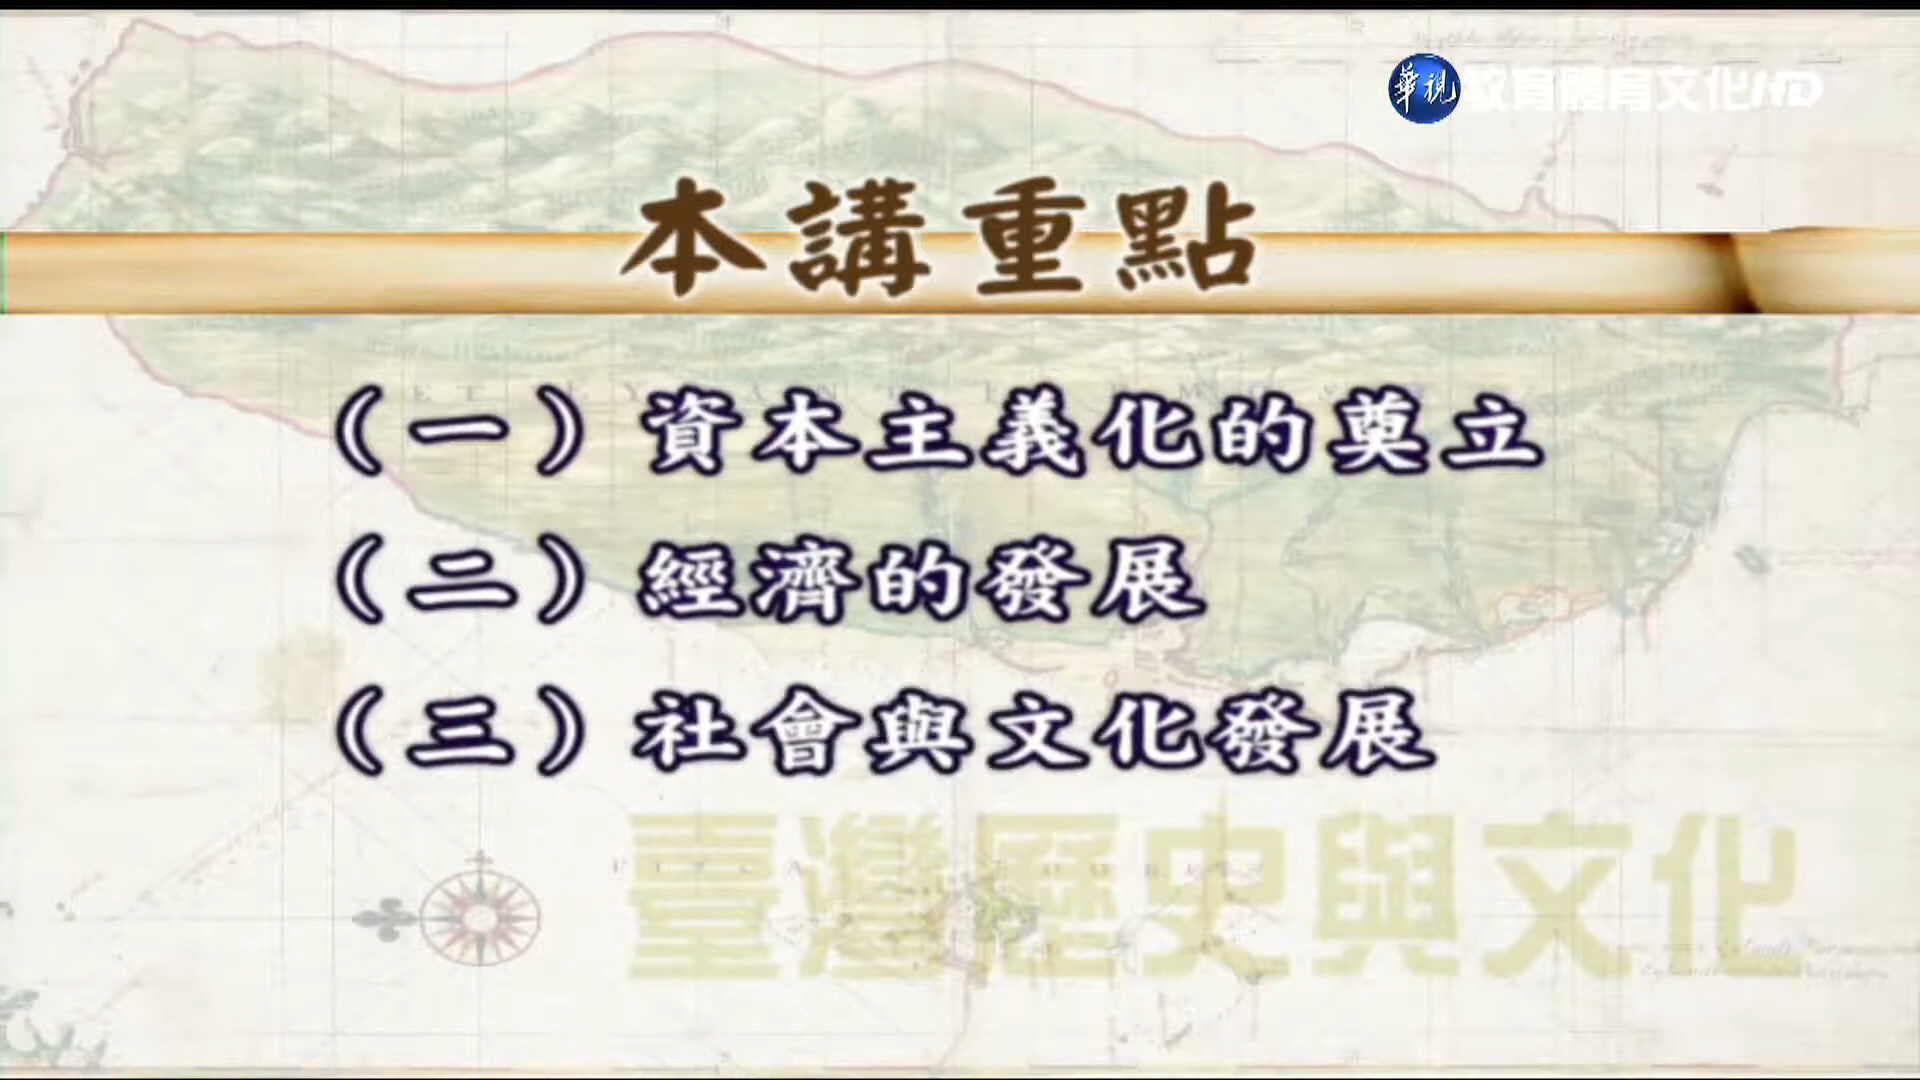 華視 教育體育文化HD
本講重點
（一）資本主義化的奠立
（二）經濟的發展
（三）社會與文化發展
臺灣歷史與文化